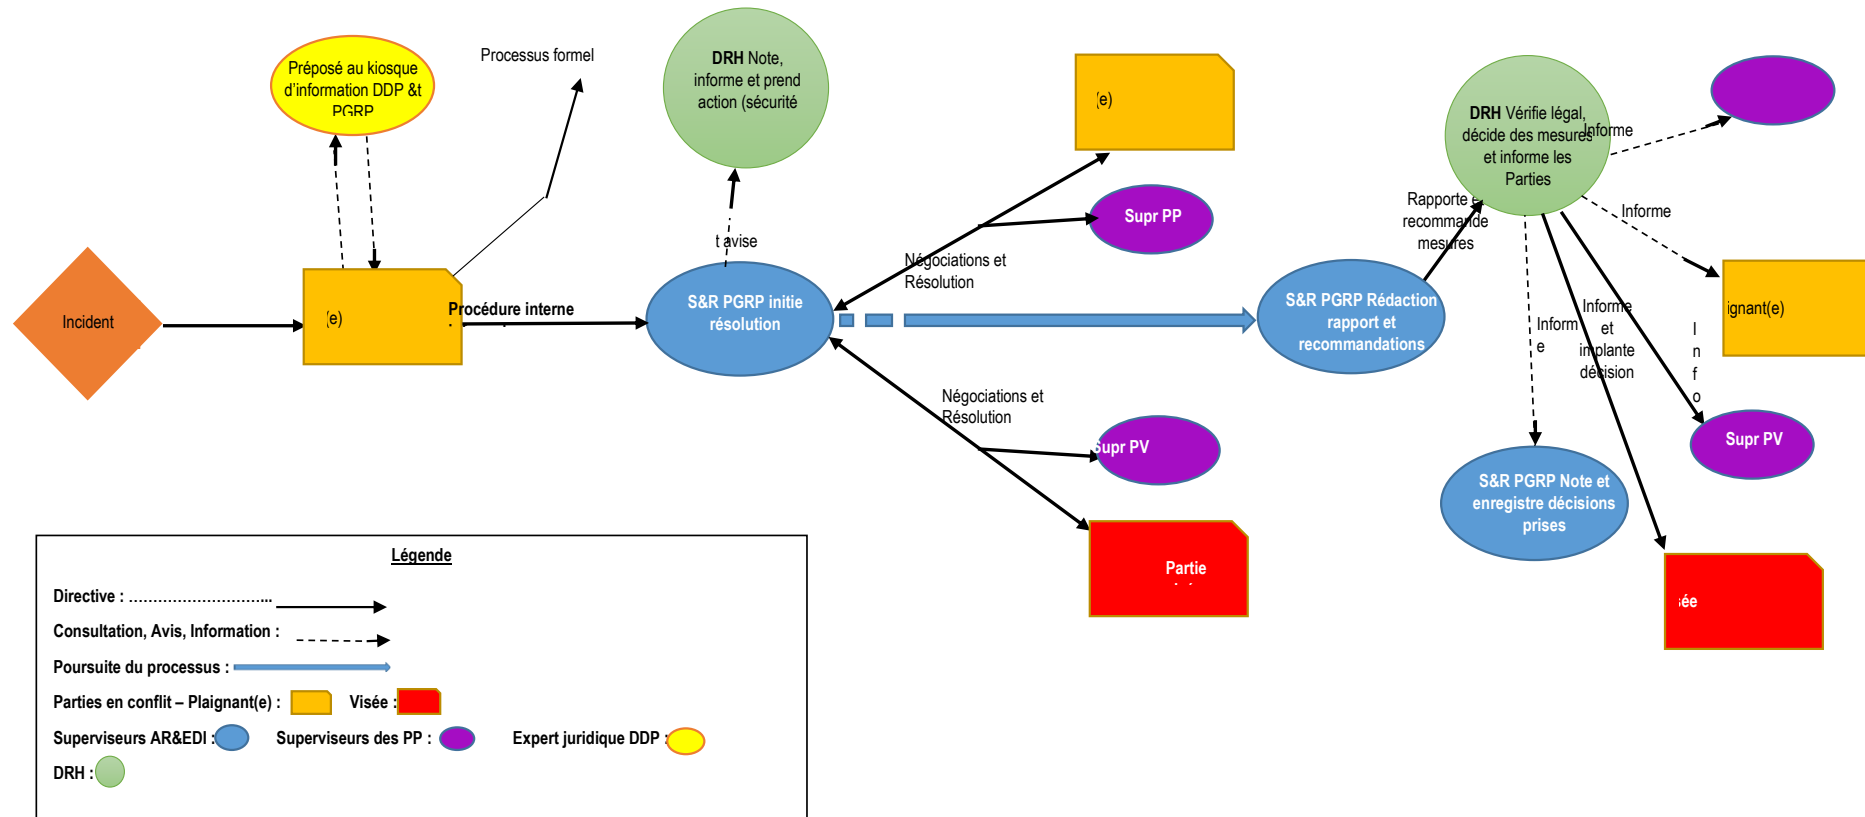 Préposé au kiosque
d'information DDP &t
PGRP
Processus formel
DRH Note,
informe et prend
action (sécurité
(e)
DRH Vérifie légal,
décide des mesures
et informe les
Parties
Informe
Supr PP
Rapporte e
recommande
mesures
Informe
t avise
Négociations et
Résolution
Incident
(e)
Procédure interne
S&R PGRP initie
résolution
S&R PGRP Rédaction
rapport et
recommandations
Inform
e
Informe
et
implante
décision
I
n
f
o
ignant(e)
Négociations et
Résolution
Supr PV
Supr PV
S&R PGRP Note et
enregistre décisions
prises
Partie
sée
Légende
Directive : ………………………...
Consultation, Avis, Information :
Poursuite du processus :
Parties en conflit – Plaignant(e) : Visée :
Superviseurs AR&EDI : Superviseurs des PP : Expert juridique DDP :
DRH :